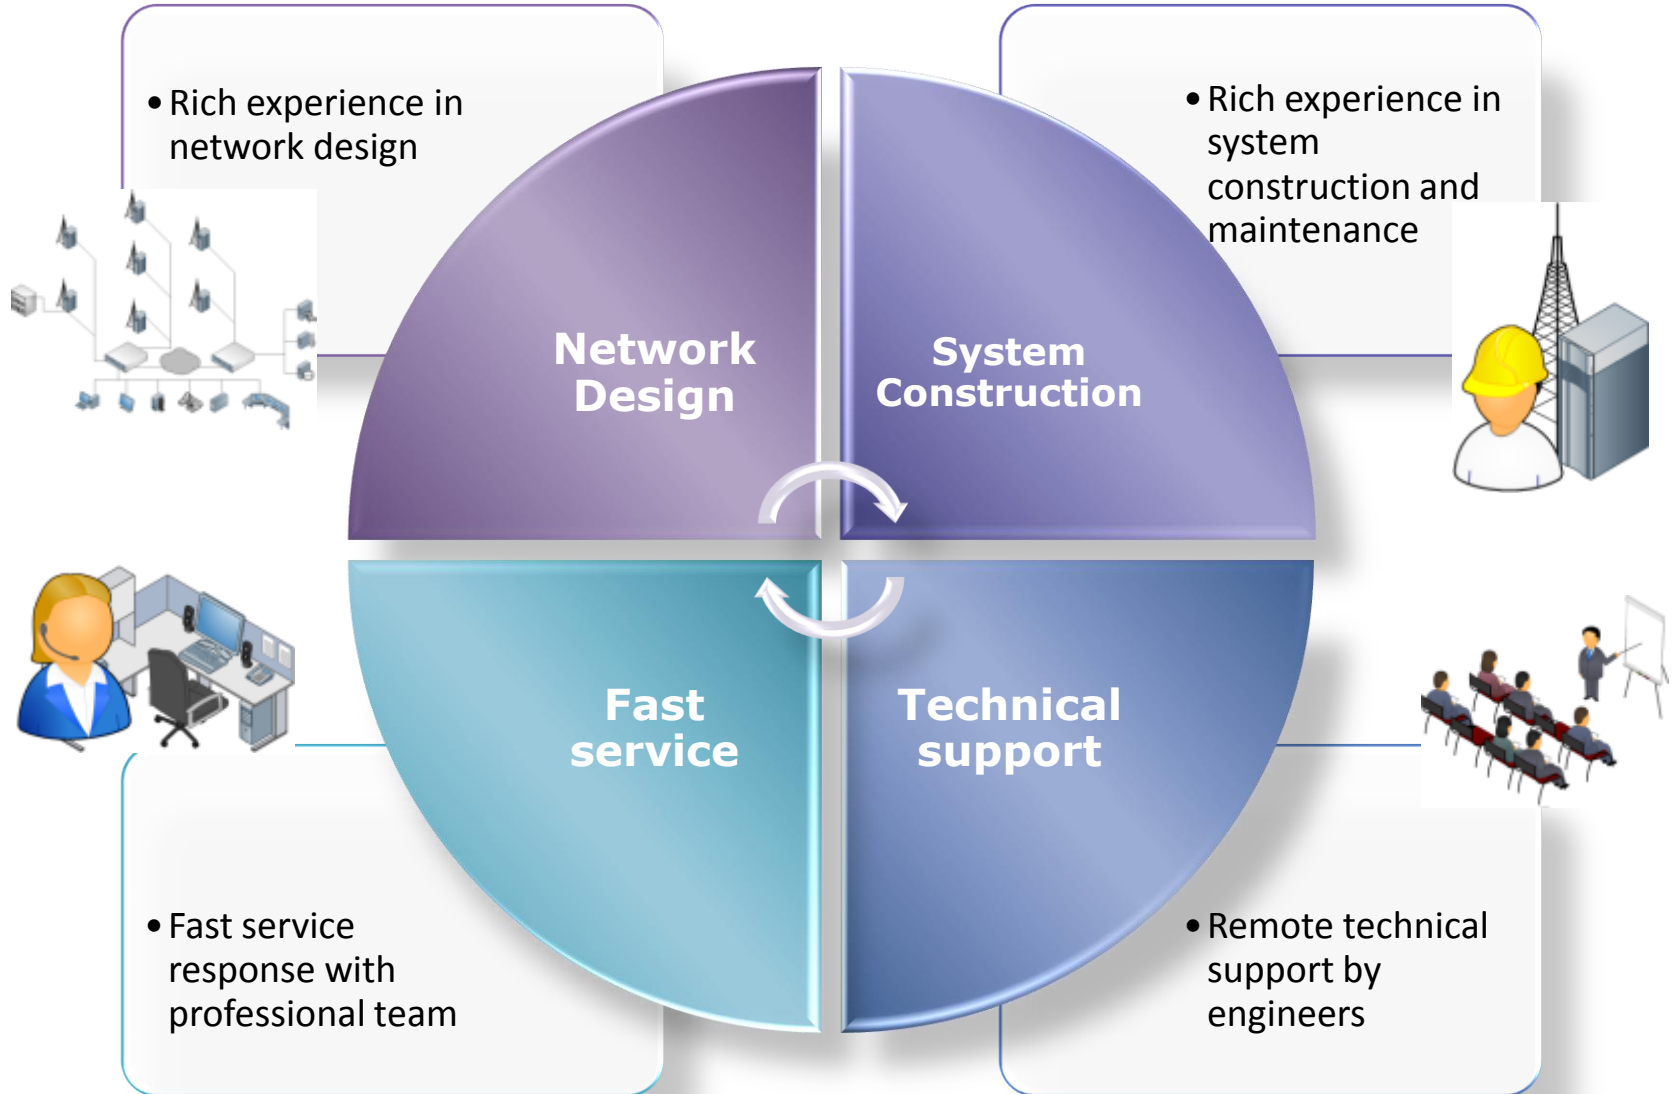 • Rich experience in
network design
• Rich experience in
system
construction and
maintenance
Network
Design
System
Construction
Fast
service
Technical
support
• Fast service
response with
professional team
• Remote technical
support by
engineers